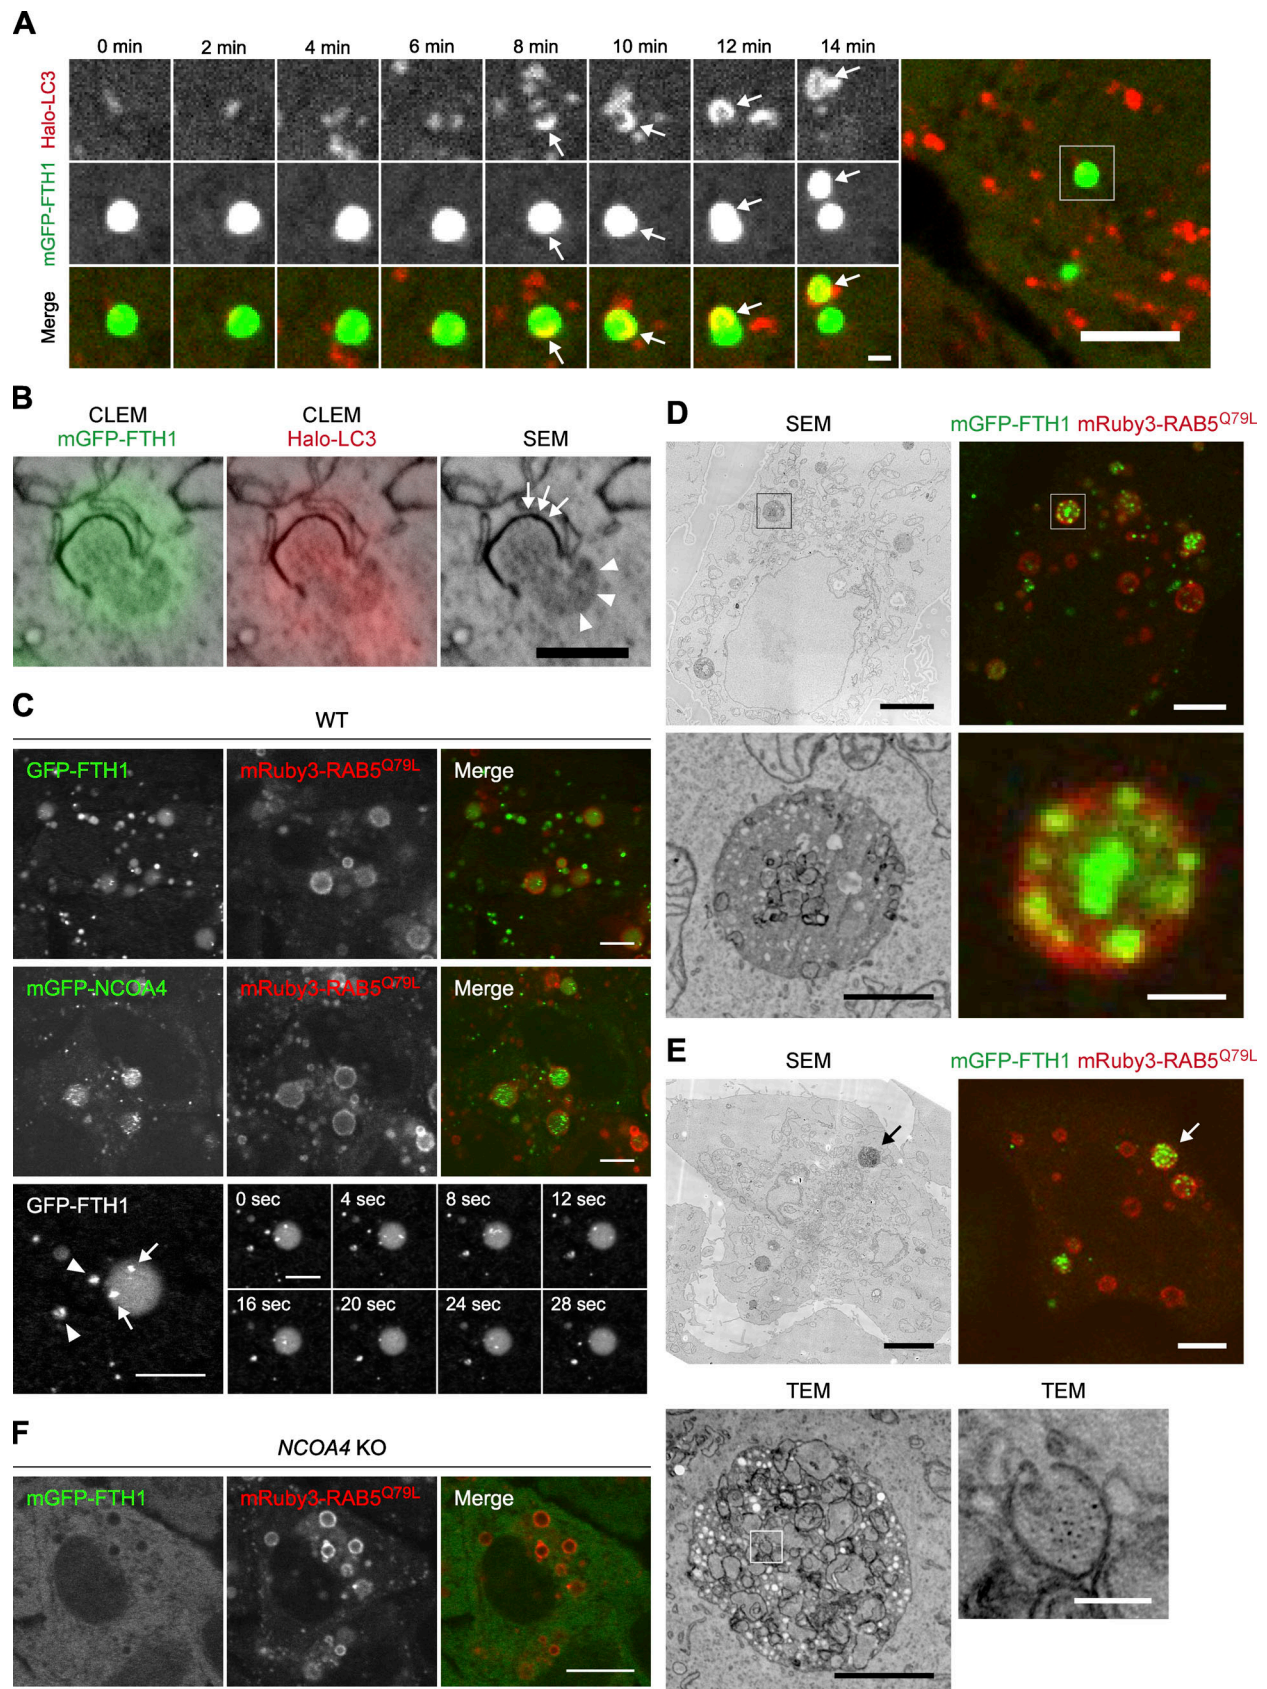 A
0 min 2 min 4 min 6 min 8 min 10 min 12 min 14 min
Halo-LC3
mGFP-FTH1
Merge
B
CLEM
mGFP-FTH1
CLEM
Halo-LC3
SEM
C
WT
GFP-FTH1 mRuby3-RAB5Q79L Merge
mGFP-NCOA4 mRuby3-RAB5Q79L Merge
GFP-FTH1
0 sec 4 sec 8 sec 12 sec
16 sec 20 sec 24 sec 28 sec
D
SEM
mGFP-FTH1 mRuby3-RAB5Q79L
E
SEM
mGFP-FTH1 mRuby3-RAB5Q79L
TEM TEM
F
NCOA4 KO
mGFP-FTH1 mRuby3-RAB5Q79L Merge